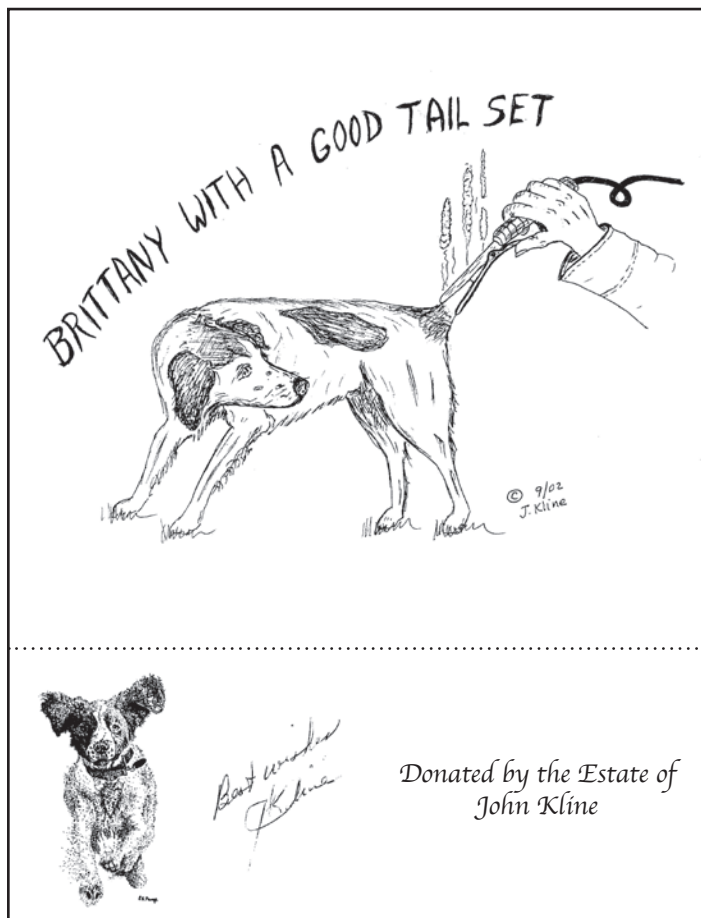 BRITTANY WITH A GOOD TAIL SET
© 9/02
J. Kline
Best wishes
JKline
Donated by the Estate of
John Kline